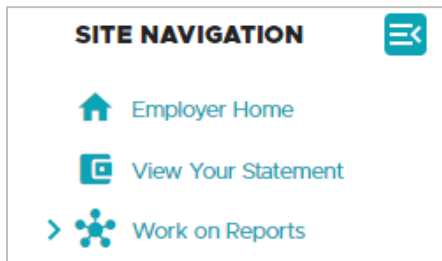 SITE NAVIGATION
Employer Home
View Your Statement
Work on Reports